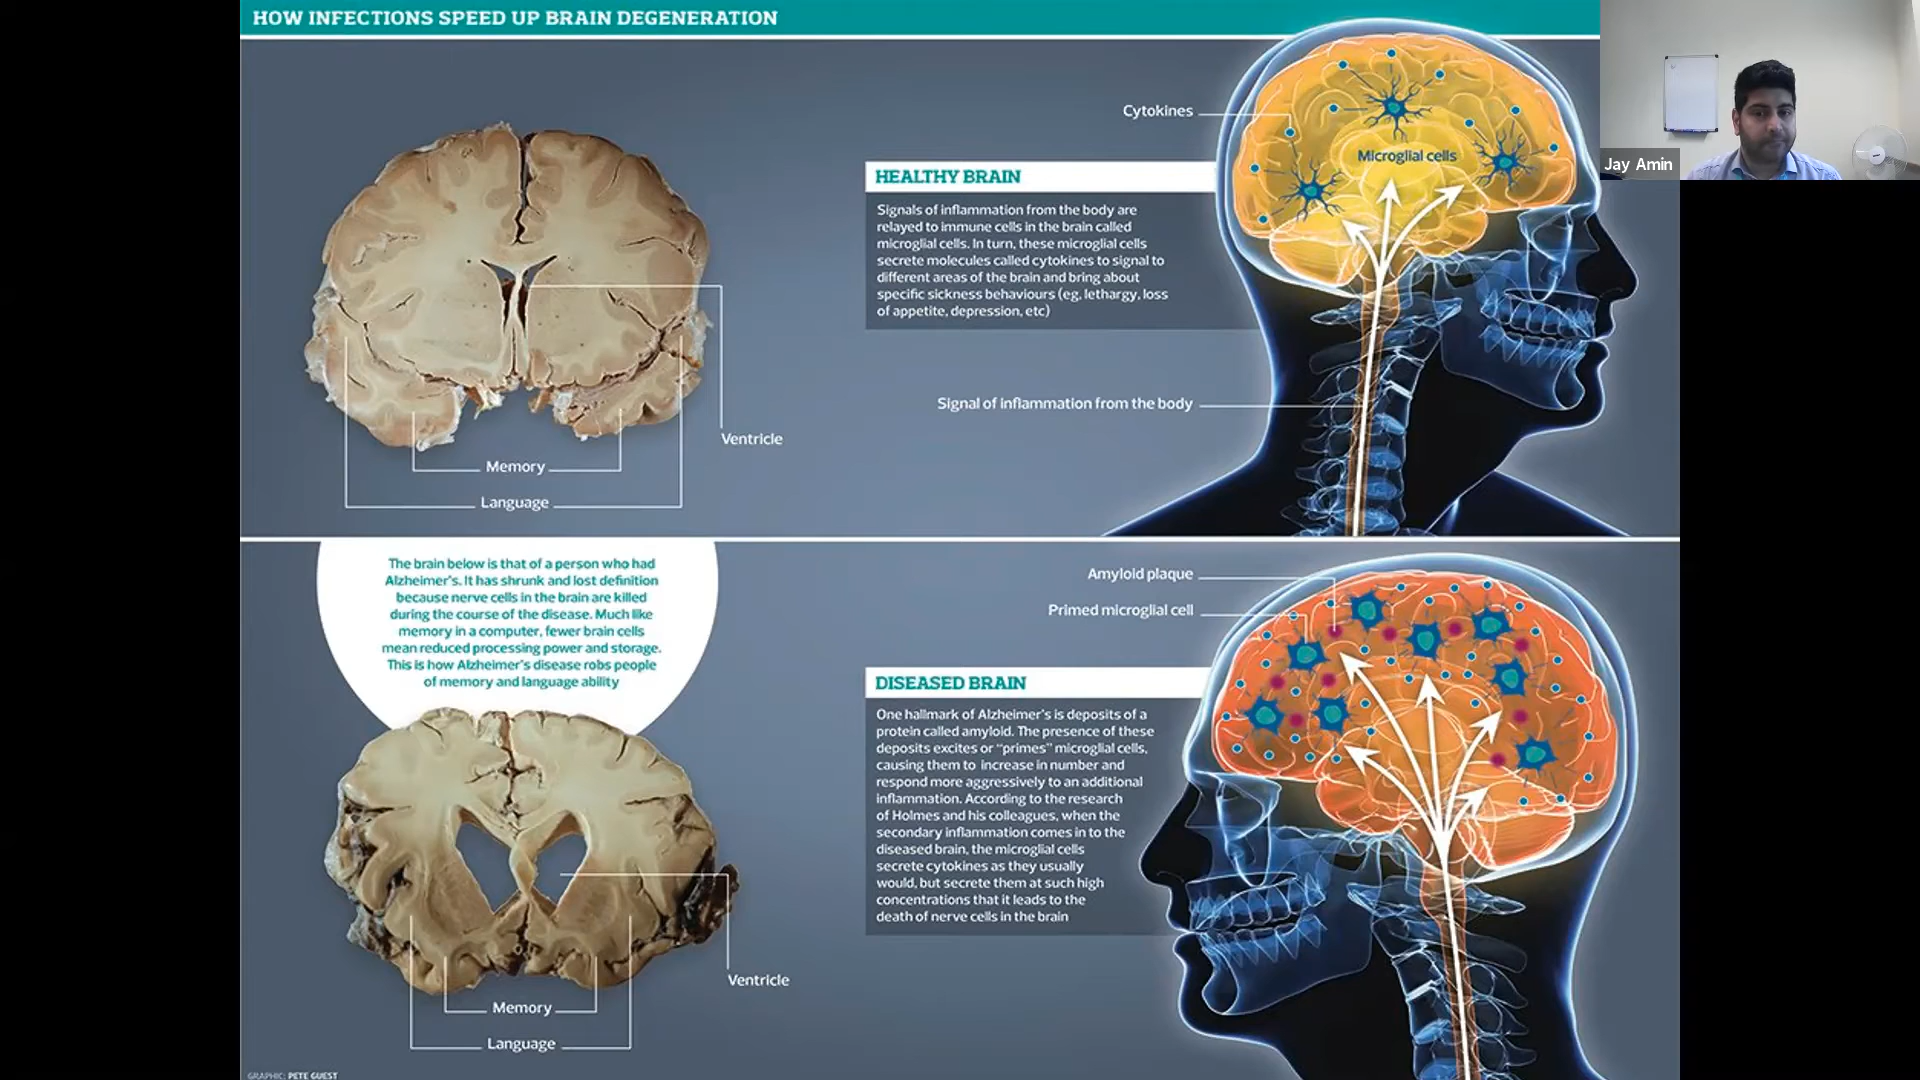 HOW INFECTIONS SPEED UP BRAIN DEGENERATION
Jay Amin
Cytokines
Microglial cells
HEALTHY BRAIN
Signals of inflammation from the body are
relayed to immune cells in the brain called
microglial cells. In turn, these microglial cells
secrete molecules called cytokines to signal to
different areas of the brain and bring about
specific sickness behaviours (eg, lethargy, loss
of appetite, depression, etc)
Signal of inflammation from the body
Ventricle
Memory
Language
The brain below is that of a person who had
Alzheimer's. It has shrunk and lost definition
because nerve cells in the brain are killed
during the course of the disease. Much like
memory in a computer, fewer brain cells
mean reduced processing power and storage.
This is how Alzheimer's disease robs people
of memory and language ability
Amyloid plaque
Primed microglial cell
DISEASED BRAIN
One hallmark of Alzheimer's is deposits of a
protein called amyloid. The presence of these
deposits excites or "primes" microglial cells,
causing them to increase in number and
respond more aggressively to an additional
inflammation. According to the research
of Holmes and his colleagues, when the
secondary inflammation comes in to the
diseased brain, the microglial cells
secrete cytokines as they usually
would, but secrete them at such high
concentrations that it leads to the
death of nerve cells in the brain
Ventricle
Memory
Language
GRAPHIC: PETE GUEST